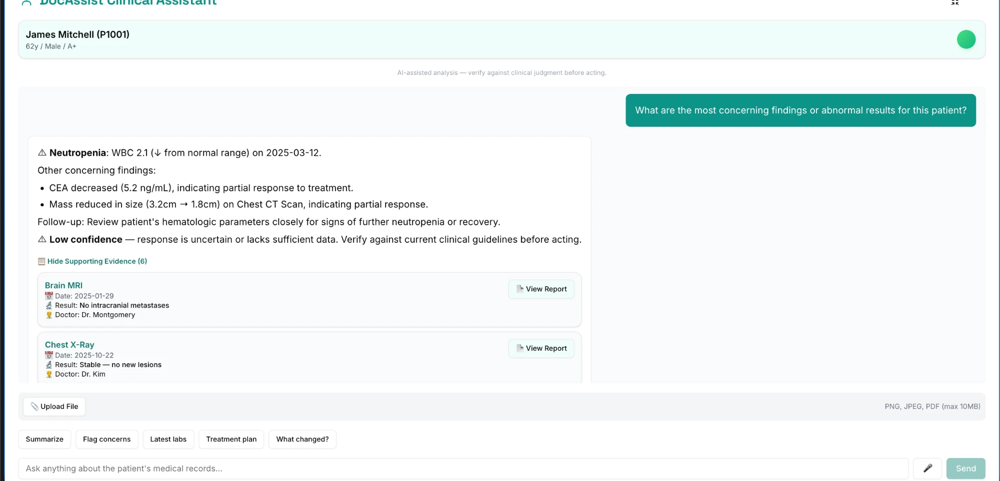 DocAssist Clinical Assistant
James Mitchell (P1001)
62y / Male / A+
AI-assisted analysis — verify against clinical judgment before acting.
What are the most concerning findings or abnormal results for this patient?
⚠ Neutropenia: WBC 2.1 (↓ from normal range) on 2025-03-12.
Other concerning findings:
• CEA decreased (5.2 ng/mL), indicating partial response to treatment.
• Mass reduced in size (3.2cm → 1.8cm) on Chest CT Scan, indicating partial response.
Follow-up: Review patient's hematologic parameters closely for signs of further neutropenia or recovery.
⚠ Low confidence — response is uncertain or lacks sufficient data. Verify against current clinical guidelines before acting.
Hide Supporting Evidence (6)
Brain MRI
View Report
Date: 2025-01-29
Result: No intracranial metastases
Doctor: Dr. Montgomery
Chest X-Ray
View Report
Date: 2025-10-22
Result: Stable — no new lesions
Doctor: Dr. Kim
Upload File
PNG, JPEG, PDF (max 10MB)
Summarize
Flag concerns
Latest labs
Treatment plan
What changed?
Ask anything about the patient's medical records...
Send